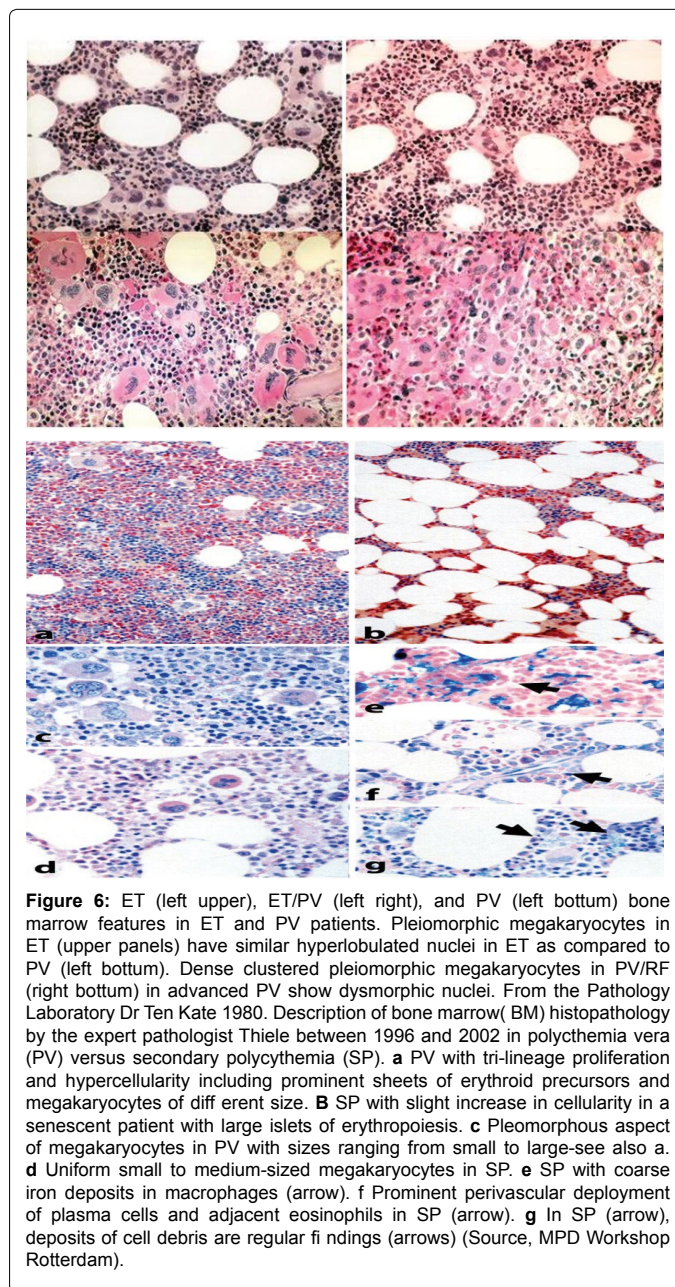 a
b
c
d
e
f
g
Figure 6: ET (left upper), ET/PV (left right), and PV (left bottum) bone
marrow features in ET and PV patients. Pleiomorphic megakaryocytes in
ET (upper panels) have similar hyperlobulated nuclei in ET as compared to
PV (left bottum). Dense clustered pleiomorphic megakaryocytes in PV/RF
(right bottum) in advanced PV show dysmorphic nuclei. From the Pathology
Laboratory Dr Ten Kate 1980. Description of bone marrow( BM) histopathology
by the expert pathologist Thiele between 1996 and 2002 in polycthemia vera
(PV) versus secondary polycythemia (SP). a PV with tri-lineage proliferation
and hypercellularity including prominent sheets of erythroid precursors and
megakaryocytes of diff erent size. B SP with slight increase in cellularity in a
senescent patient with large islets of erythropoiesis. c Pleomorphous aspect
of megakaryocytes in PV with sizes ranging from small to large-see also a.
d Uniform small to medium-sized megakaryocytes in SP. e SP with coarse
iron deposits in macrophages (arrow). f Prominent perivascular deployment
of plasma cells and adjacent eosinophils in SP (arrow). g In SP (arrow),
deposits of cell debris are regular fi ndings (arrows) (Source, MPD Workshop
Rotterdam).